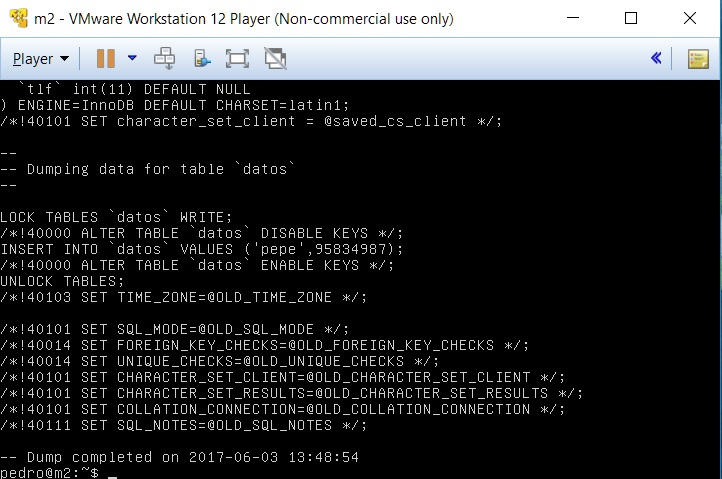 m2 - VMware Workstation 12 Player (Non-commercial use only)
Player
`tlf` int(11) DEFAULT NULL
) ENGINE=InnoDB DEFAULT CHARSET=latin1;
/*!40101 SET character_set_client = @saved_cs_client */;
--
-- Dumping data for table `datos`
--
LOCK TABLES `datos` WRITE;
/*!40000 ALTER TABLE `datos` DISABLE KEYS */;
INSERT INTO `datos` VALUES ('pepe',95834987);
/*!40000 ALTER TABLE `datos` ENABLE KEYS */;
UNLOCK TABLES;
/*!40103 SET TIME_ZONE=@OLD_TIME_ZONE */;
/*!40101 SET SQL_MODE=@OLD_SQL_MODE */;
/*!40014 SET FOREIGN_KEY_CHECKS=@OLD_FOREIGN_KEY_CHECKS */;
/*!40014 SET UNIQUE_CHECKS=@OLD_UNIQUE_CHECKS */;
/*!40101 SET CHARACTER_SET_CLIENT=@OLD_CHARACTER_SET_CLIENT */;
/*!40101 SET CHARACTER_SET_RESULTS=@OLD_CHARACTER_SET_RESULTS */;
/*!40101 SET COLLATION_CONNECTION=@OLD_COLLATION_CONNECTION */;
/*!40111 SET SQL_NOTES=@OLD_SQL_NOTES */;
-- Dump completed on 2017-06-03 13:48:54
pedro@m2:~$ _